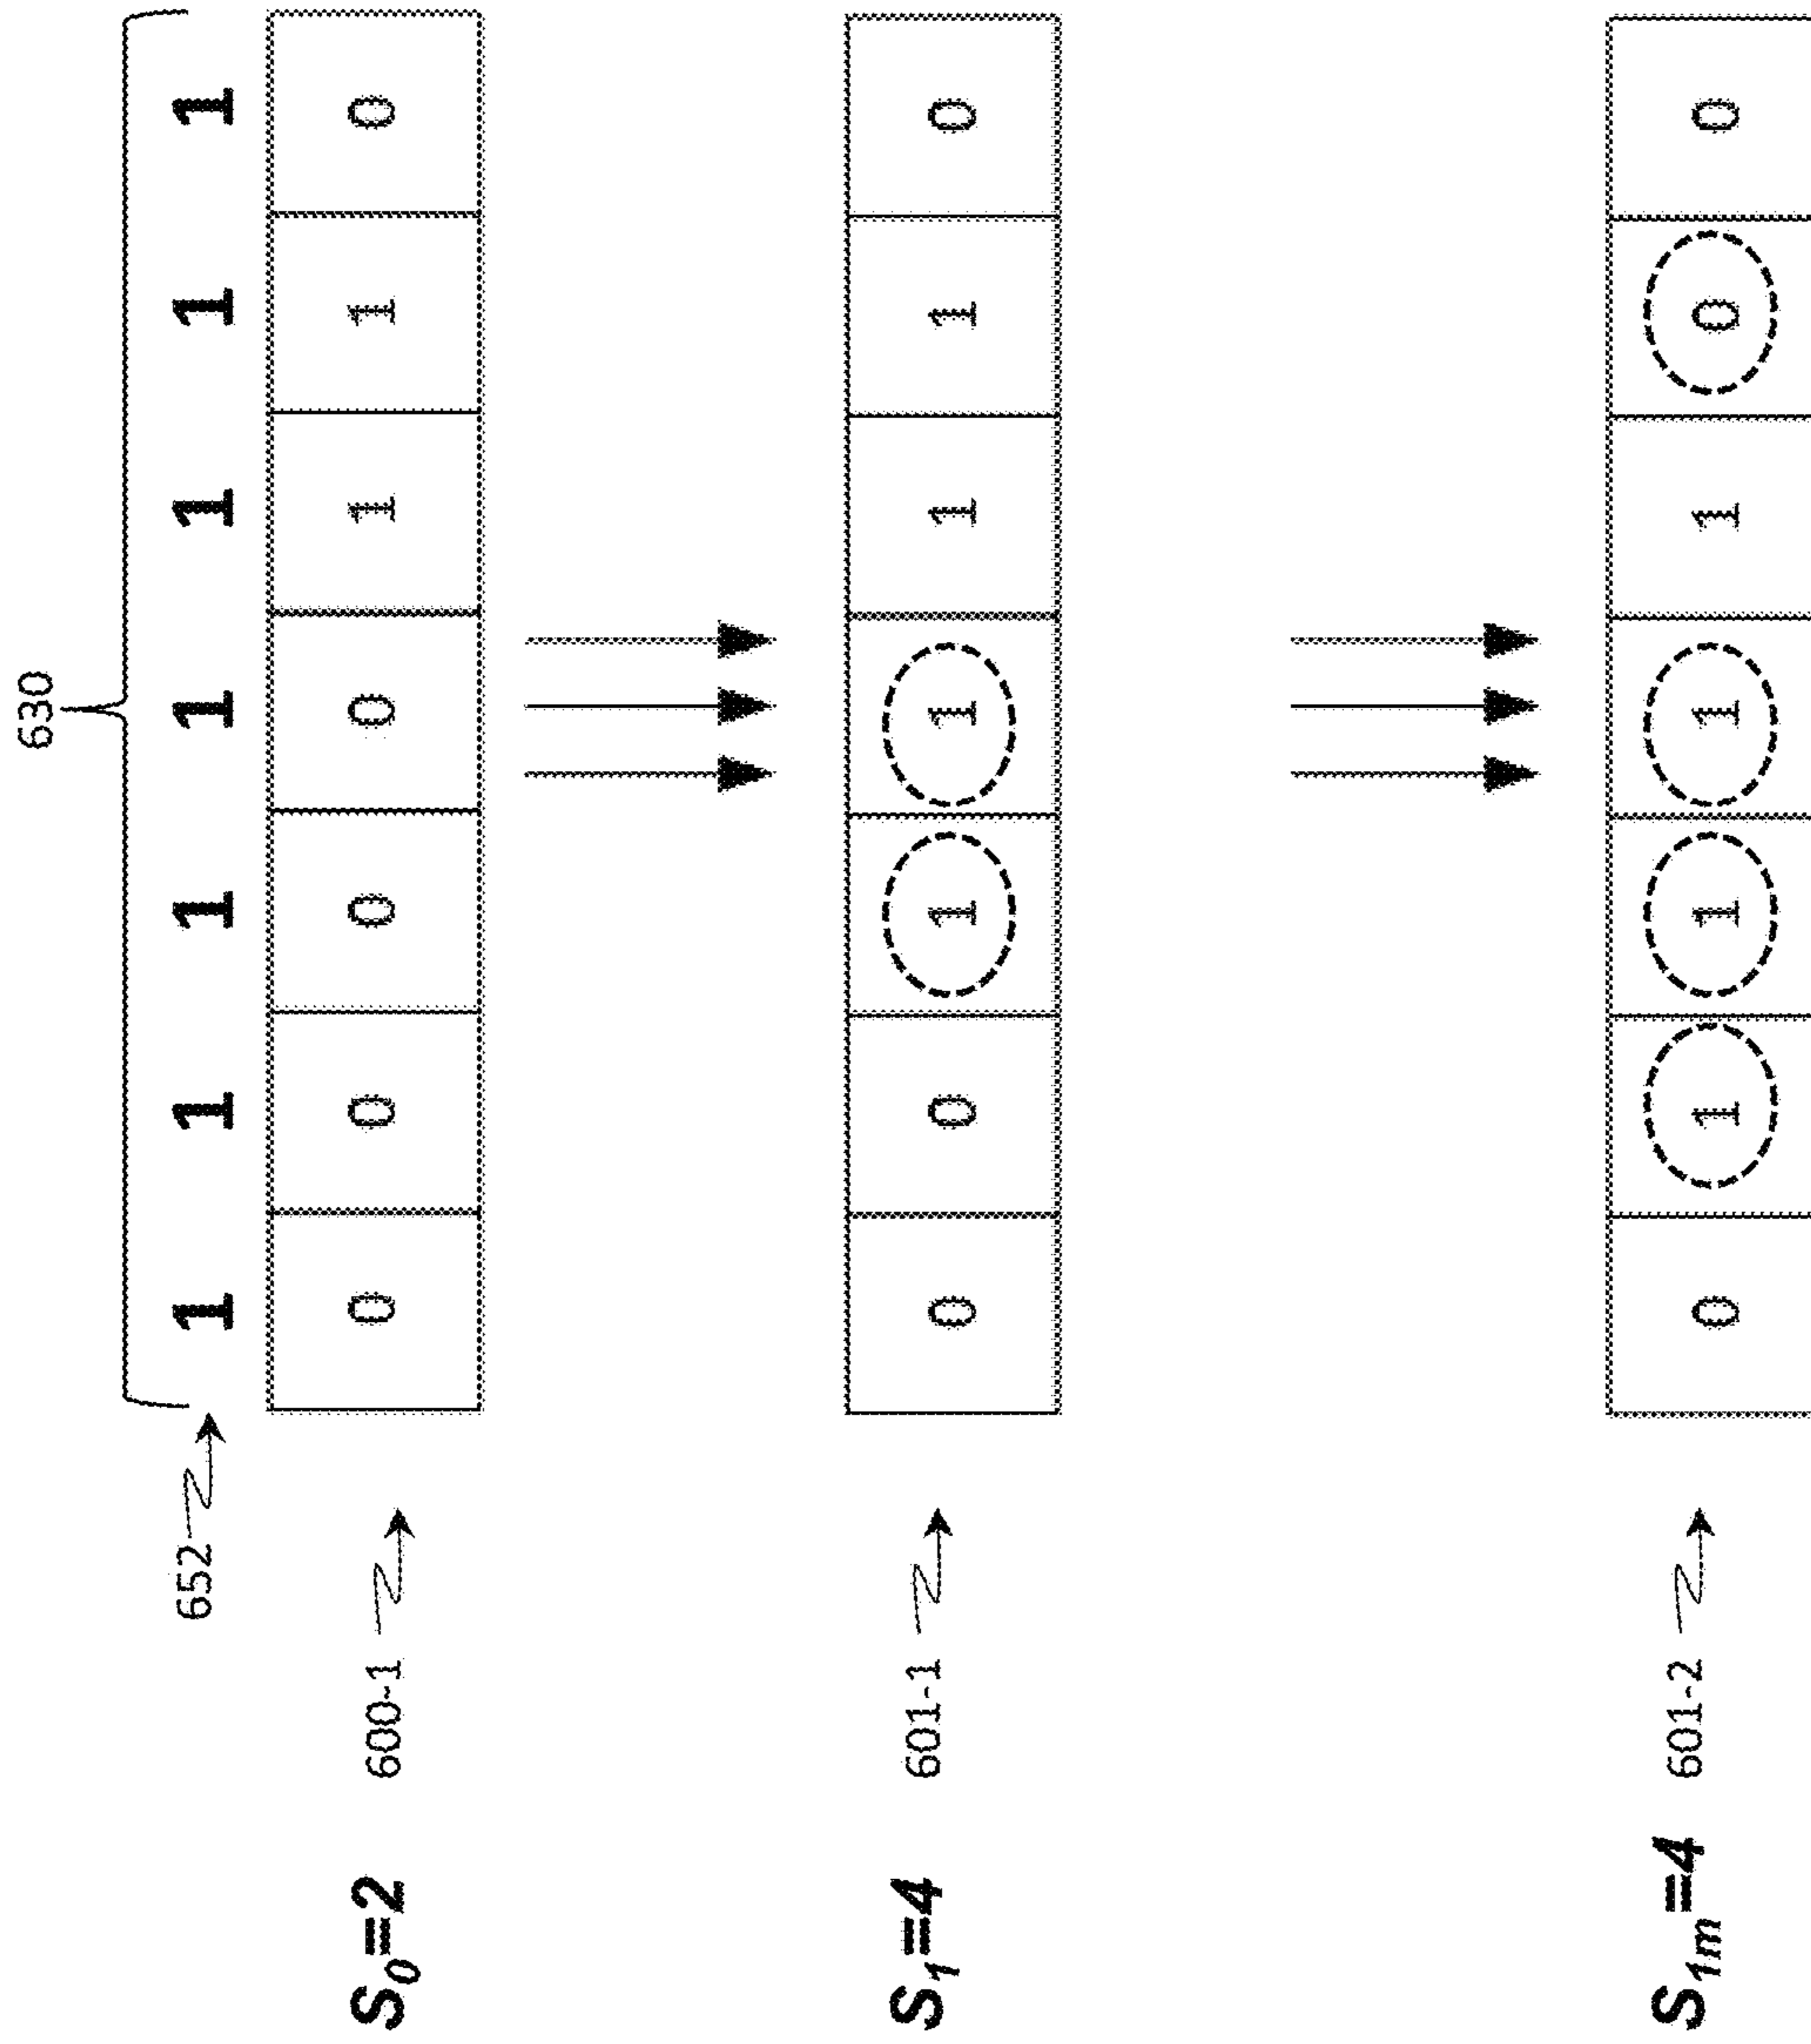 630
652 1 1 1 1 1 1 1
S0=2 600-1 0 0 0 0 1 1 0
S1=4 601-1 0 0 1 1 1 1 0
S1m=4 601-2 0 1 1 1 1 0 0